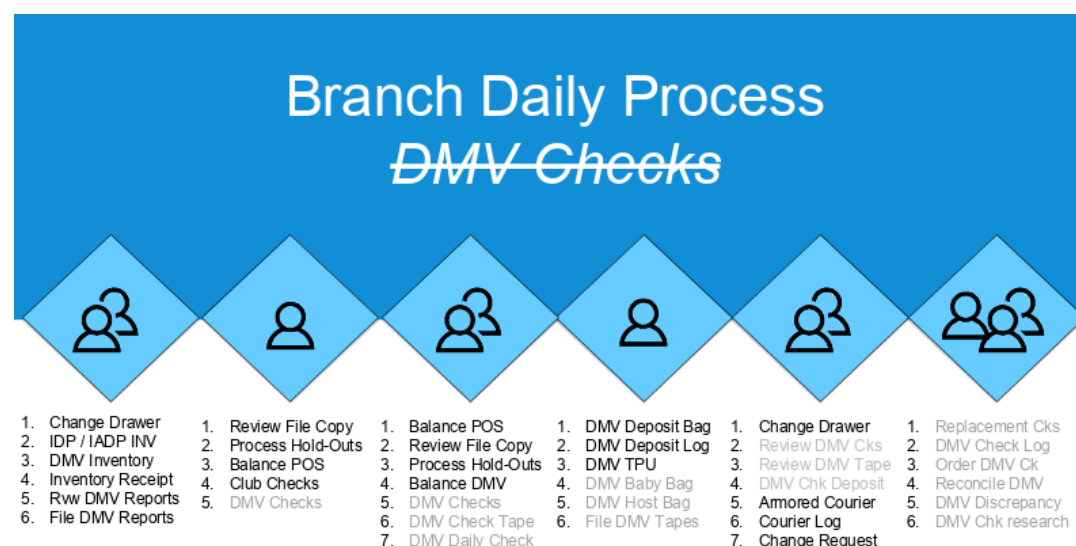 Branch Daily Process
DMV Checks
1. Change Drawer
2. IDP / IADP INV
3. DMV Inventory
4. Inventory Receipt
5. Rvw DMV Reports
6. File DMV Reports
1. Review File Copy
2. Process Hold-Outs
3. Balance POS
4. Club Checks
5. DMV Checks
1. Balance POS
2. Review File Copy
3. Process Hold-Outs
4. Balance DMV
5. DMV Checks
6. DMV Check Tape
7. DMV Daily Check
1. DMV Deposit Bag
2. DMV Deposit Log
3. DMV TPU
4. DMV Baby Bag
5. DMV Host Bag
6. File DMV Tapes
1. Change Drawer
2. Review DMV Cks
3. Review DMV Tape
4. DMV Chk Deposit
5. Armored Courier
6. Courier Log
7. Change Request
1. Replacement Cks
2. DMV Check Log
3. Order DMV Ck
4. Reconcile DMV
5. DMV Discrepancy
6. DMV Chk research